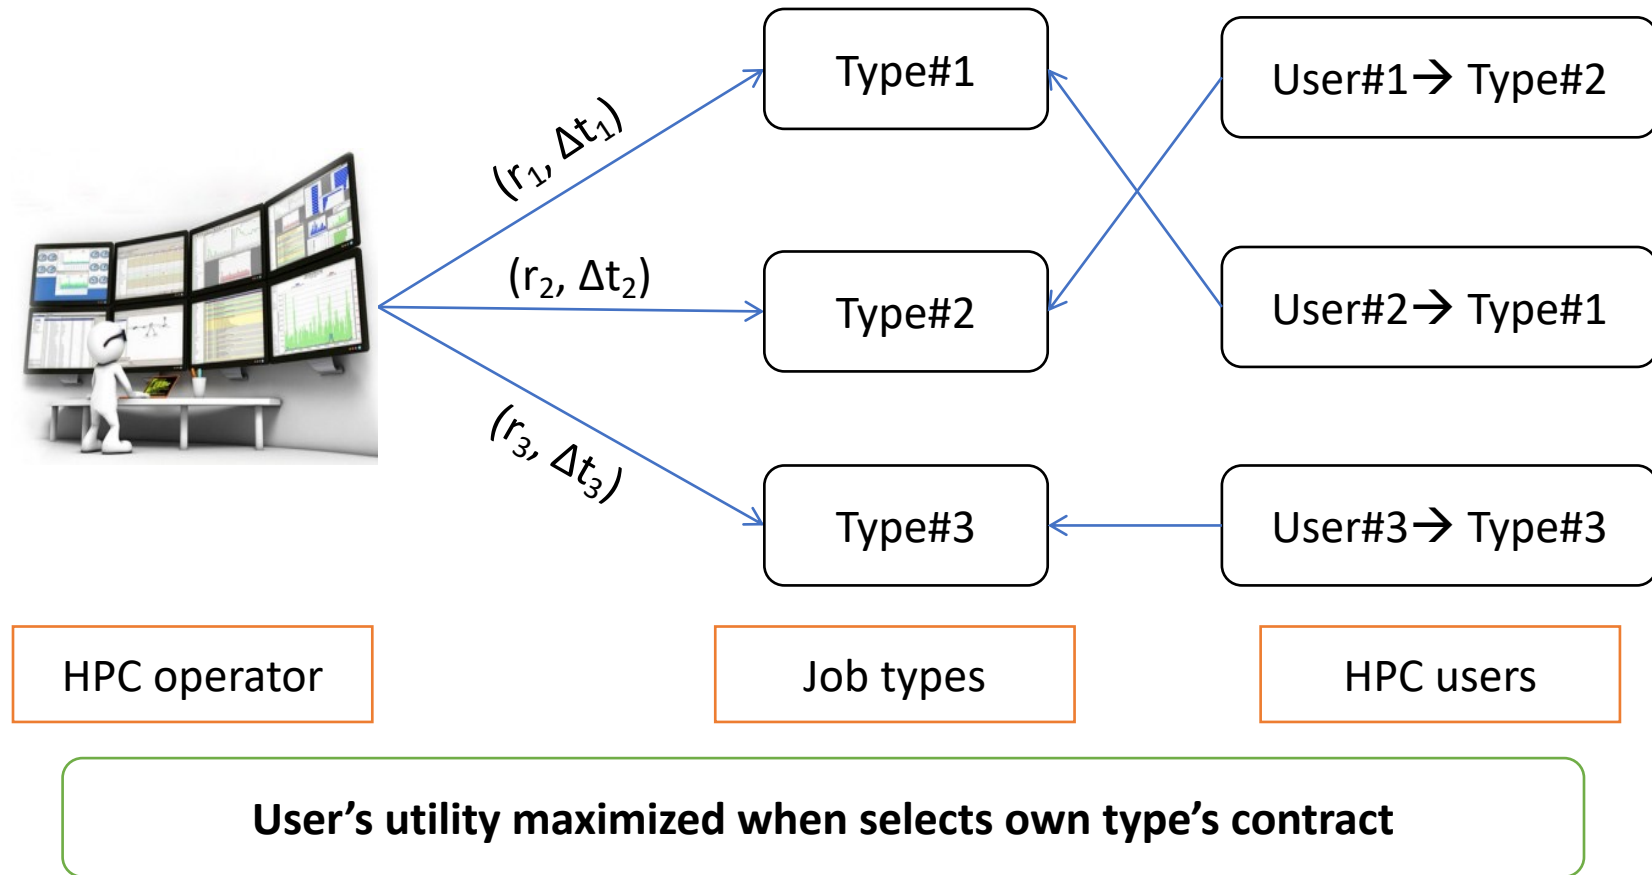 Type#1
User#1→ Type#2
(r₁, Δt₁)
(r₂, Δt₂)
Type#2
User#2→ Type#1
(r₃, Δt₃)
Type#3
User#3→ Type#3
HPC operator
Job types
HPC users
User’s utility maximized when selects own type’s contract